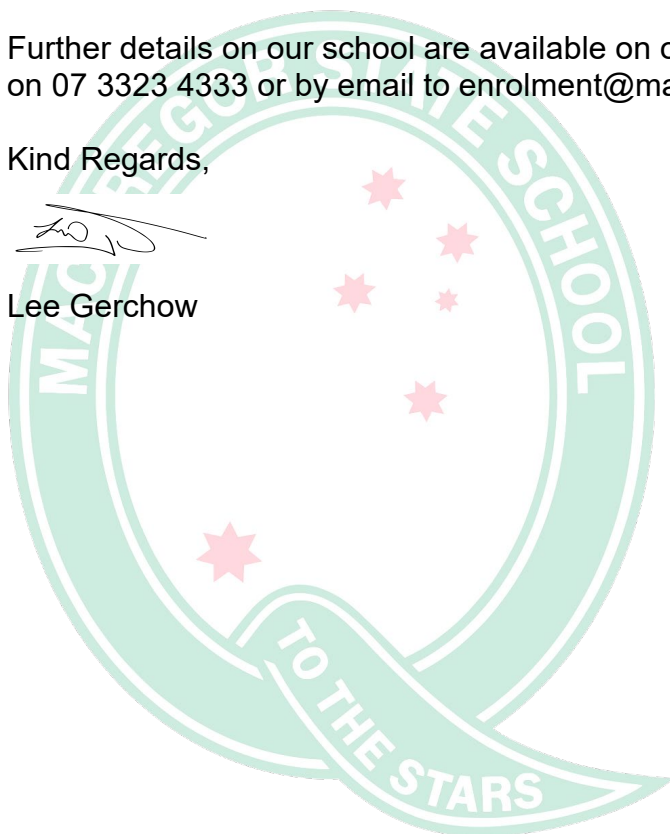 Further details on our school are available on
on 07 3323 4333 or by email to enrolment@ma
Kind Regards,
Lee Gerchow
MACGREGOR STATE SCHOOL
TO THE STARS